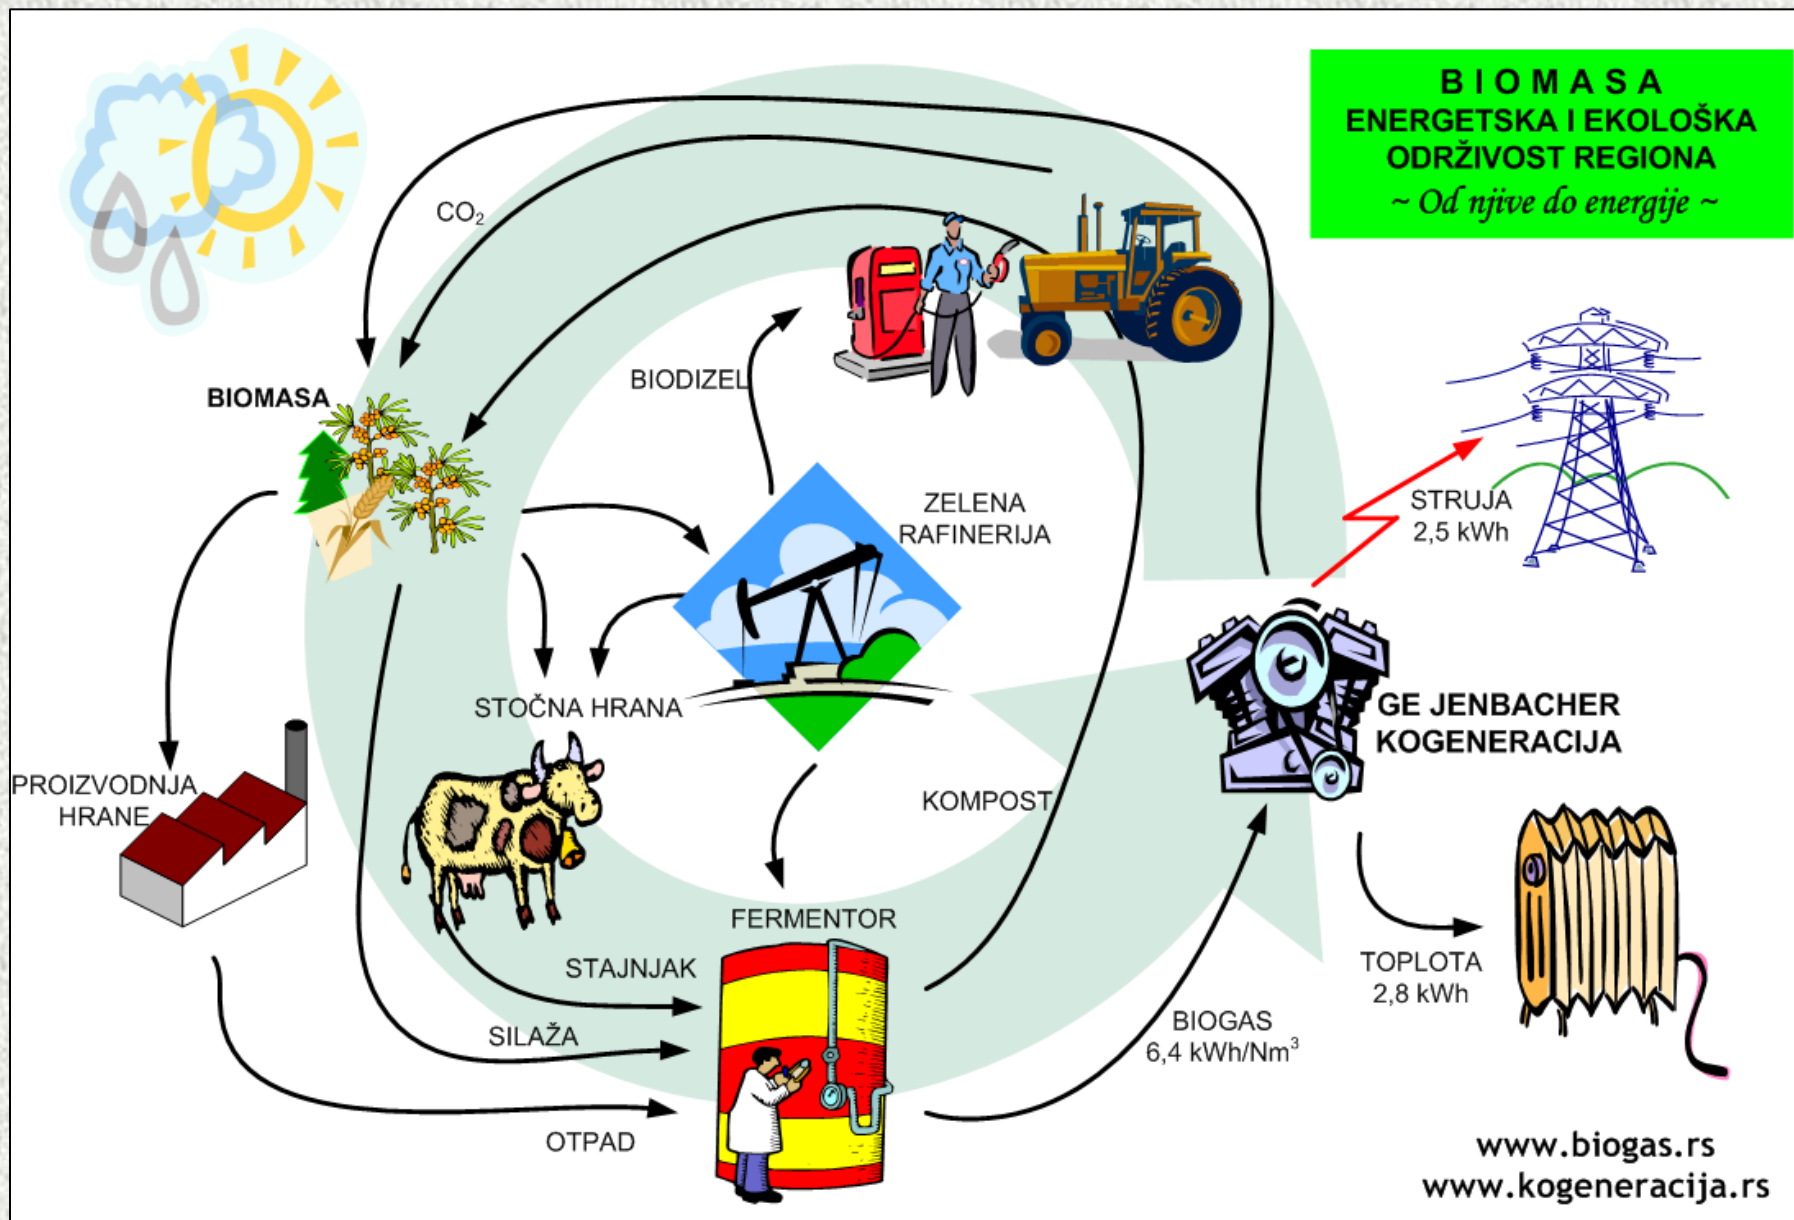 B I O M A S A
ENERGETSKA I EKOLOŠKA
ODRŽIVOST REGIONA
~ Od njive do energije ~
CO₂
BIODIZEL
BIOMASA
ZELENA
RAFINERIJA
STRUJA
2,5 kWh
STOČNA HRANA
GE JENBACHER
KOGENERACIJA
PROIZVODNJA
HRANE
KOMPOST
FERMENTOR
STAJNJAK
TOPLOTA
2,8 kWh
SILAŽA
BIOGAS
6,4 kWh/Nm³
OTPAD
www.biogas.rs
www.kogeneracija.rs